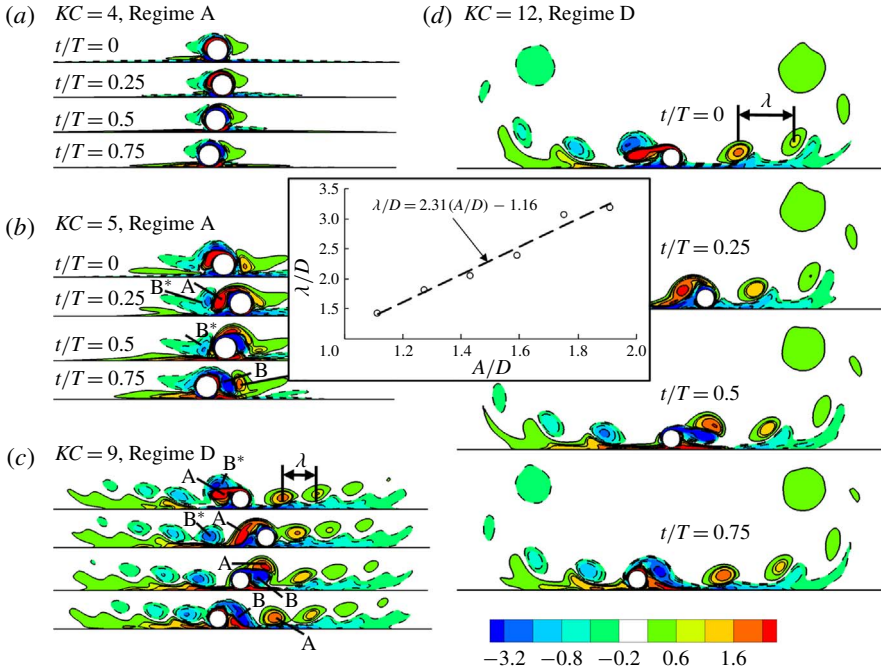 (a) KC = 4, Regime A
t/T = 0
t/T = 0.25
t/T = 0.5
t/T = 0.75
(b) KC = 5, Regime A
t/T = 0
t/T = 0.25
B* A
t/T = 0.5
B*
t/T = 0.75
B
(c) KC = 9, Regime D
A B* λ
B* A
A
B B
B
A
3.5
3.0
2.5
2.0
1.5
λ/D
λ/D = 2.31(A/D) − 1.16
1.0 1.2 1.4 1.6 1.8 2.0
A/D
(d) KC = 12, Regime D
t/T = 0
λ
t/T = 0.25
t/T = 0.5
t/T = 0.75
−3.2 −0.8 −0.2 0.6 1.6